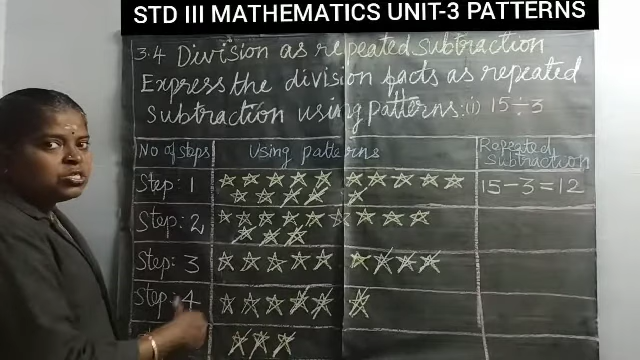 STD III MATHEMATICS UNIT-3 PATTERNS
3.4 Division as repeated subtraction
Express the division facts as repeated
subtraction using patterns: (i) 15÷3
No of steps Using patterns Repeated Subtraction
Step: 1 15-3=12
Step: 2
Step: 3
Step: 4